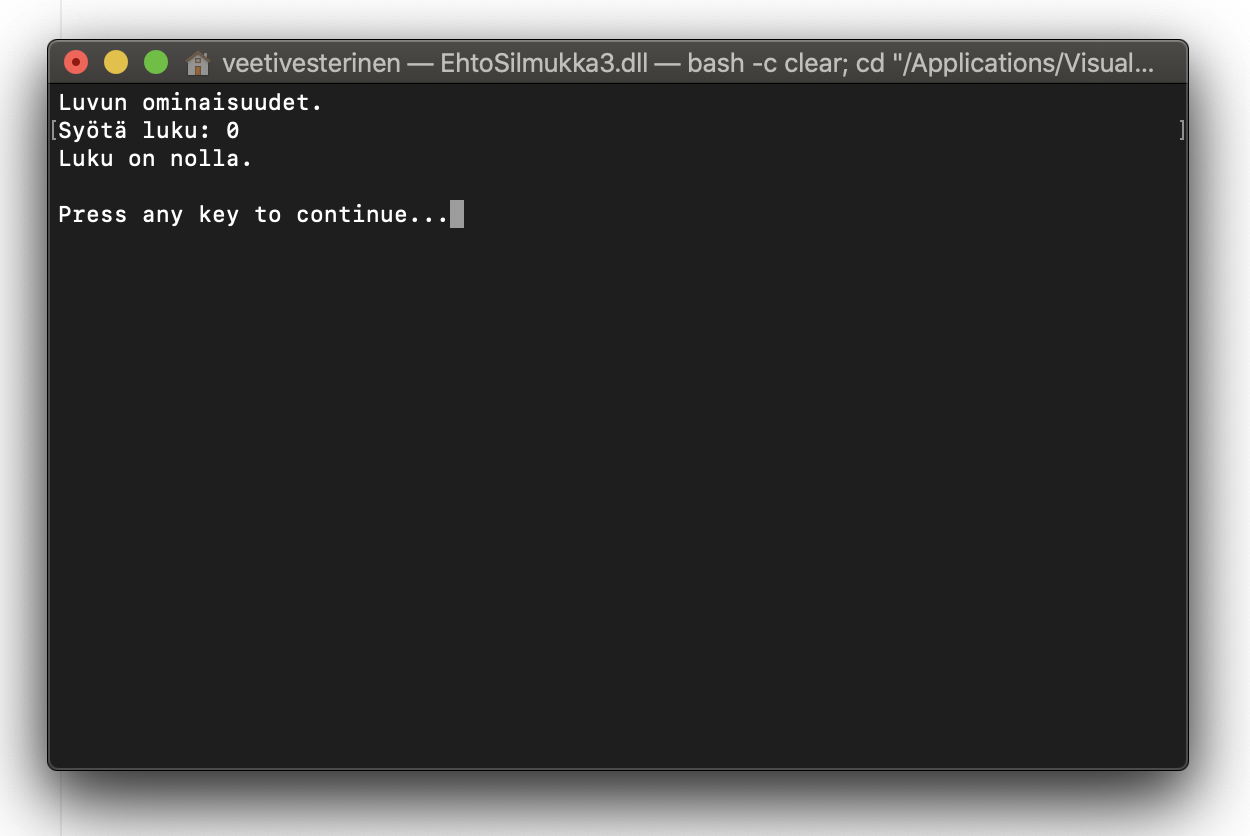 veetivesterinen — EhtoSilmukka3.dll — bash -c clear; cd "/Applications/Visual...
Luvun ominaisuudet.
[Syötä luku: 0 ]
Luku on nolla.
Press any key to continue...